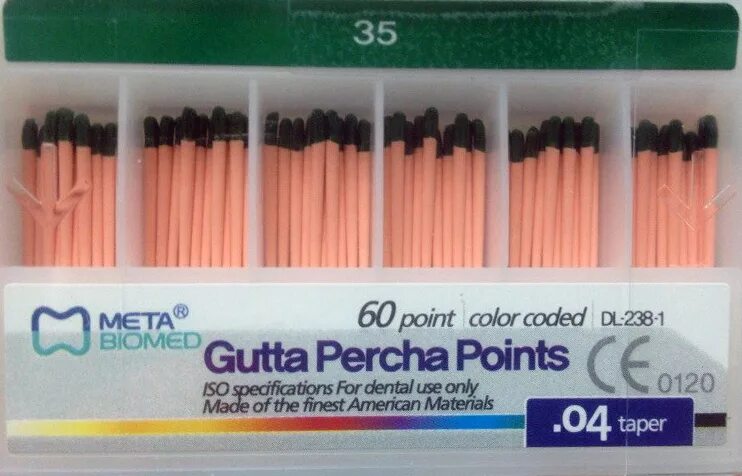 35
60 point color coded DL-238-1
META®
BIOMED
Gutta Percha Points
CE 0120
ISO specifications For dental use only
Made of the finest American Materials
.04 taper